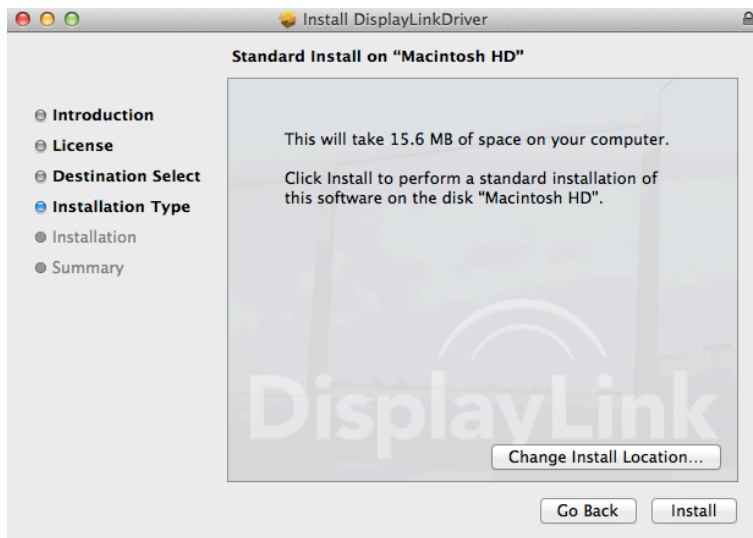 Install DisplayLinkDriver
Standard Install on “Macintosh HD”
Introduction
License
Destination Select
Installation Type
Installation
Summary
This will take 15.6 MB of space on your computer.
Click Install to perform a standard installation of
this software on the disk “Macintosh HD”.
DisplayLink
Change Install Location...
Go Back
Install